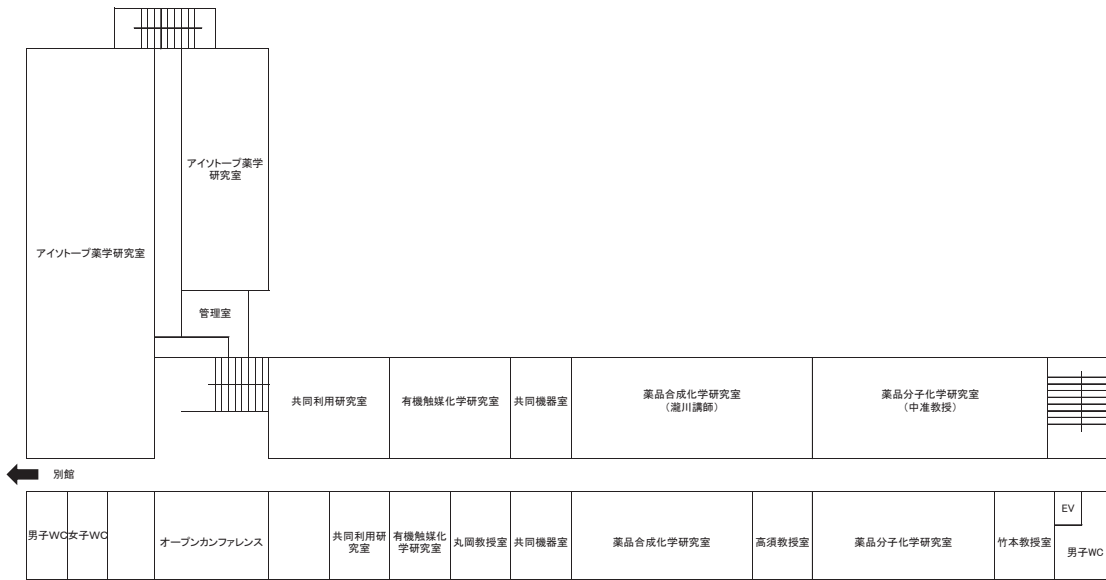 アイソトープ薬学
研究室
アイソトープ薬学研究室
管理室
共同利用研究室
有機触媒化学研究室
共同機器室
薬品合成化学研究室
（瀧川講師）
薬品分子化学研究室
（中准教授）
別館
男子WC
女子WC
オープンカンファレンス
共同利用研
究室
有機触媒化
学研究室
丸岡教授室
共同機器室
薬品合成化学研究室
高須教授室
薬品分子化学研究室
竹本教授室
EV
男子WC